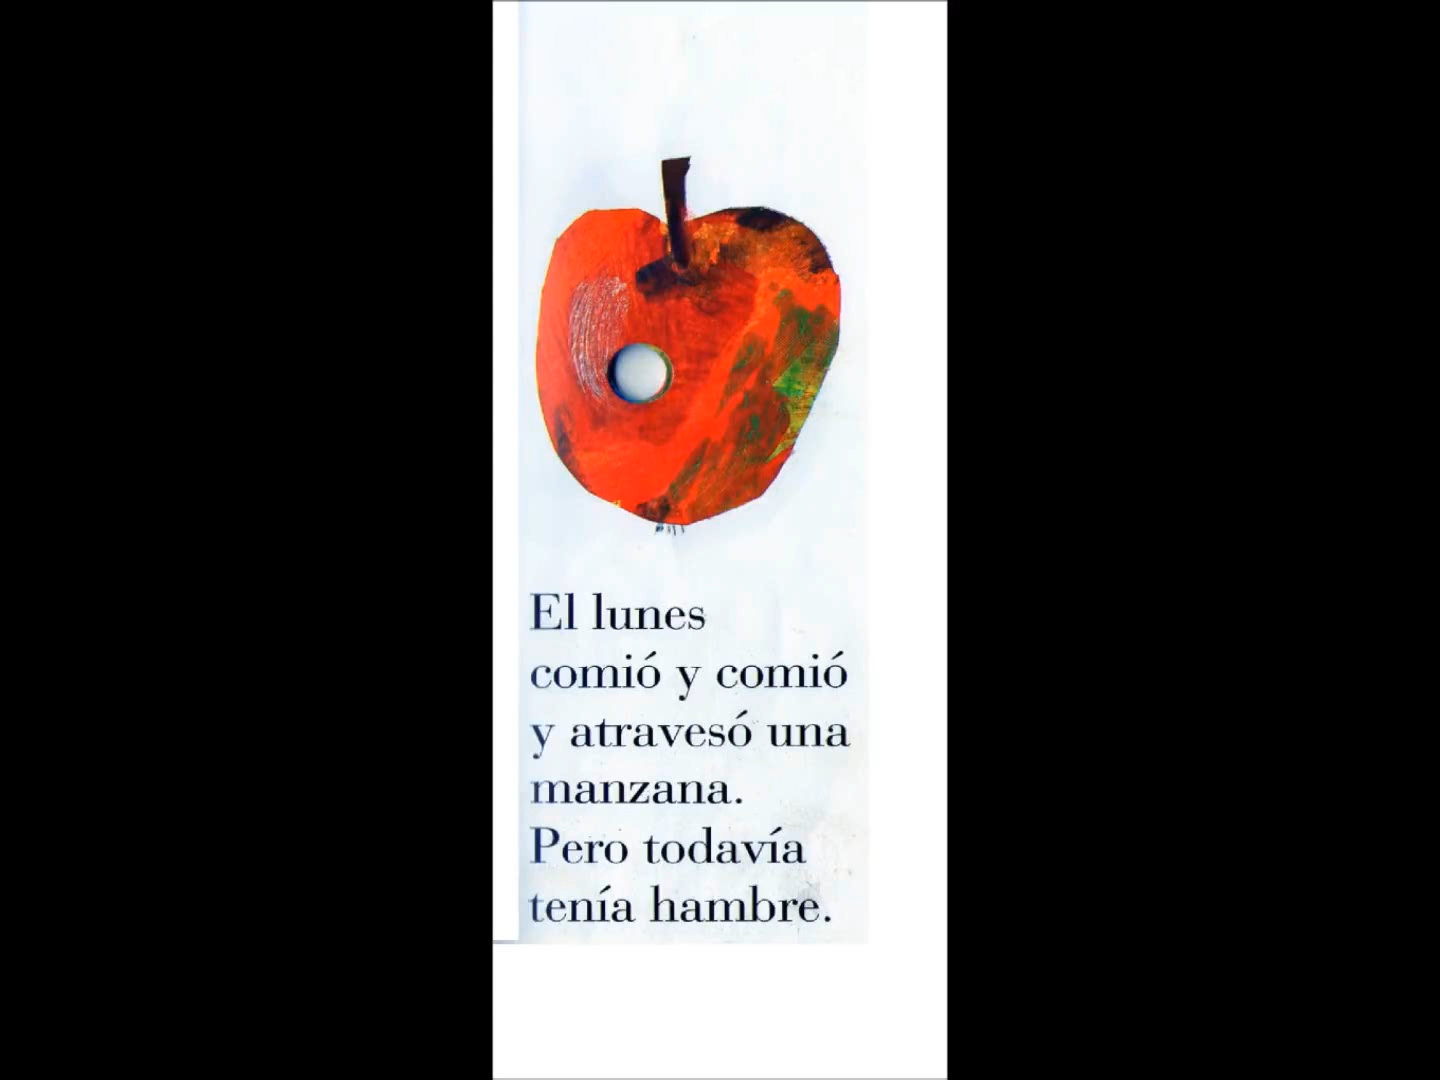 El lunes
comió y comió
y atravesó una
manzana.
Pero todavía
tenía hambre.